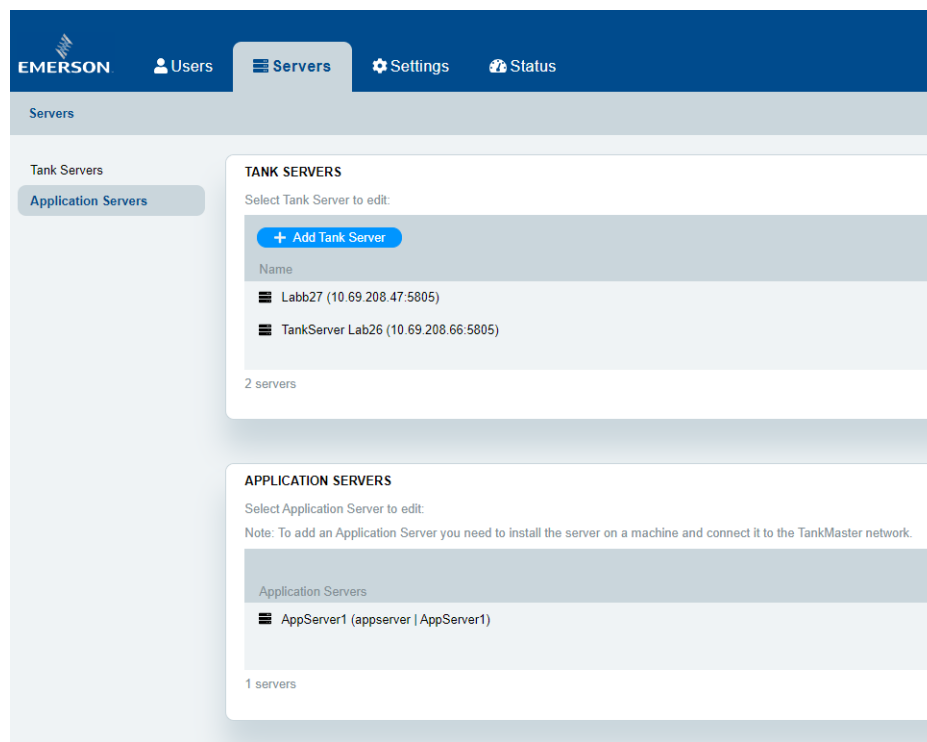 EMERSON.
Users
Servers
Settings
Status
Servers
Tank Servers
Application Servers
TANK SERVERS
Select Tank Server to edit:
+ Add Tank Server
Name
Labb27 (10.69.208.47:5805)
TankServer Lab26 (10.69.208.66:5805)
2 servers
APPLICATION SERVERS
Select Application Server to edit:
Note: To add an Application Server you need to install the server on a machine and connect it to the TankMaster network.
Application Servers
AppServer1 (appserver | AppServer1)
1 servers